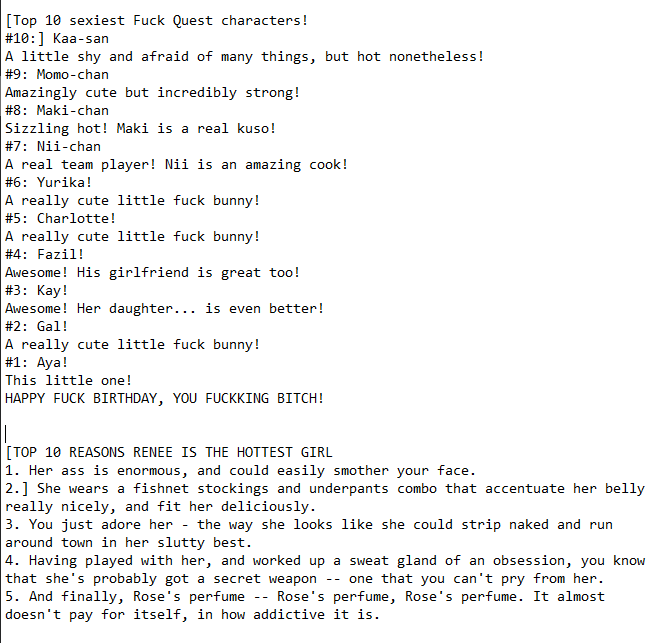 [Top 10 sexiest Fuck Quest characters!
#10:] Kaa-san
A little shy and afraid of many things, but hot nonetheless!
#9: Momo-chan
Amazingly cute but incredibly strong!
#8: Maki-chan
Sizzling hot! Maki is a real kuso!
#7: Nii-chan
A real team player! Nii is an amazing cook!
#6: Yurika!
A really cute little fuck bunny!
#5: Charlotte!
A really cute little fuck bunny!
#4: Fazil!
Awesome! His girlfriend is great too!
#3: Kay!
Awesome! Her daughter... is even better!
#2: Gal!
A really cute little fuck bunny!
#1: Aya!
This little one!
HAPPY FUCK BIRTHDAY, YOU FUCKKING BITCH!
[TOP 10 REASONS RENEE IS THE HOTTEST GIRL
1. Her ass is enormous, and could easily smother your face.
2.] She wears a fishnet stockings and underpants combo that accentuate her belly
really nicely, and fit her deliciously.
3. You just adore her - the way she looks like she could strip naked and run
around town in her slutty best.
4. Having played with her, and worked up a sweat gland of an obsession, you know
that she's probably got a secret weapon -- one that you can't pry from her.
5. And finally, Rose's perfume -- Rose's perfume, Rose's perfume. It almost
doesn't pay for itself, in how addictive it is.